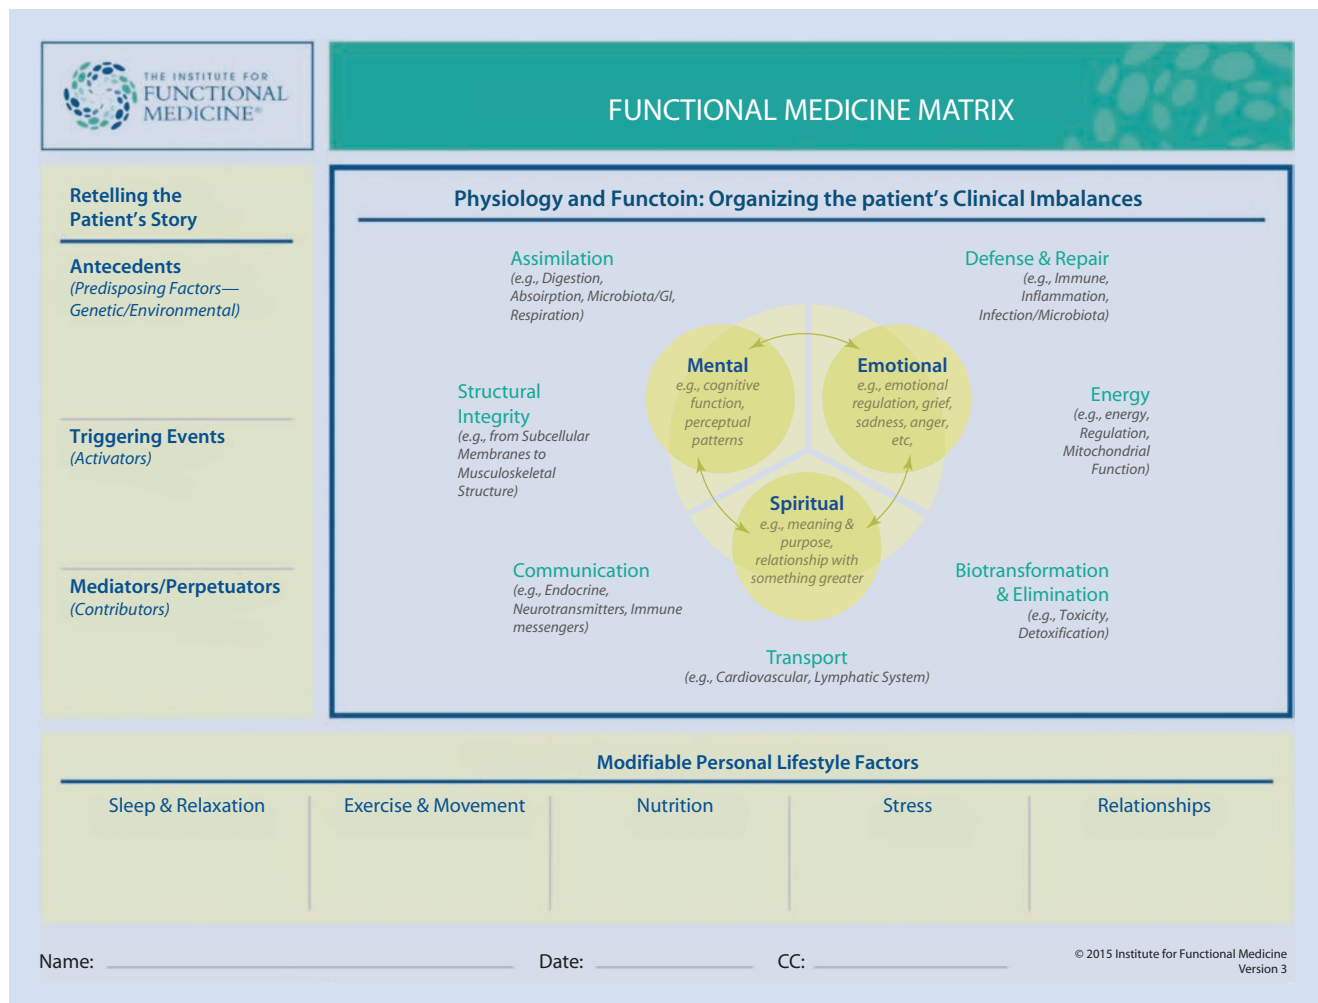 THE INSTITUTE FOR
FUNCTIONAL
MEDICINE®
FUNCTIONAL MEDICINE MATRIX
Retelling the
Patient's Story
Antecedents
(Predisposing Factors—
Genetic/Environmental)
Triggering Events
(Activators)
Mediators/Perpetuators
(Contributors)
Physiology and Functoin: Organizing the patient's Clinical Imbalances
Assimilation
(e.g., Digestion,
Absoirption, Microbiota/GI,
Respiration)
Defense & Repair
(e.g., Immune,
Inflammation,
Infection/Microbiota)
Structural
Integrity
(e.g., from Subcellular
Membranes to
Musculoskeletal
Structure)
Mental
e.g., cognitive
function,
perceptual
patterns
Emotional
e.g., emotional
regulation, grief,
sadness, anger,
etc,
Energy
(e.g., energy,
Regulation,
Mitochondrial
Function)
Spiritual
e.g., meaning &
purpose,
relationship with
something greater
Communication
(e.g., Endocrine,
Neurotransmitters, Immune
messengers)
Biotransformation
& Elimination
(e.g., Toxicity,
Detoxification)
Transport
(e.g., Cardiovascular, Lymphatic System)
Modifiable Personal Lifestyle Factors
Sleep & Relaxation
Exercise & Movement
Nutrition
Stress
Relationships
Name:
Date:
CC:
© 2015 Institute for Functional Medicine
Version 3